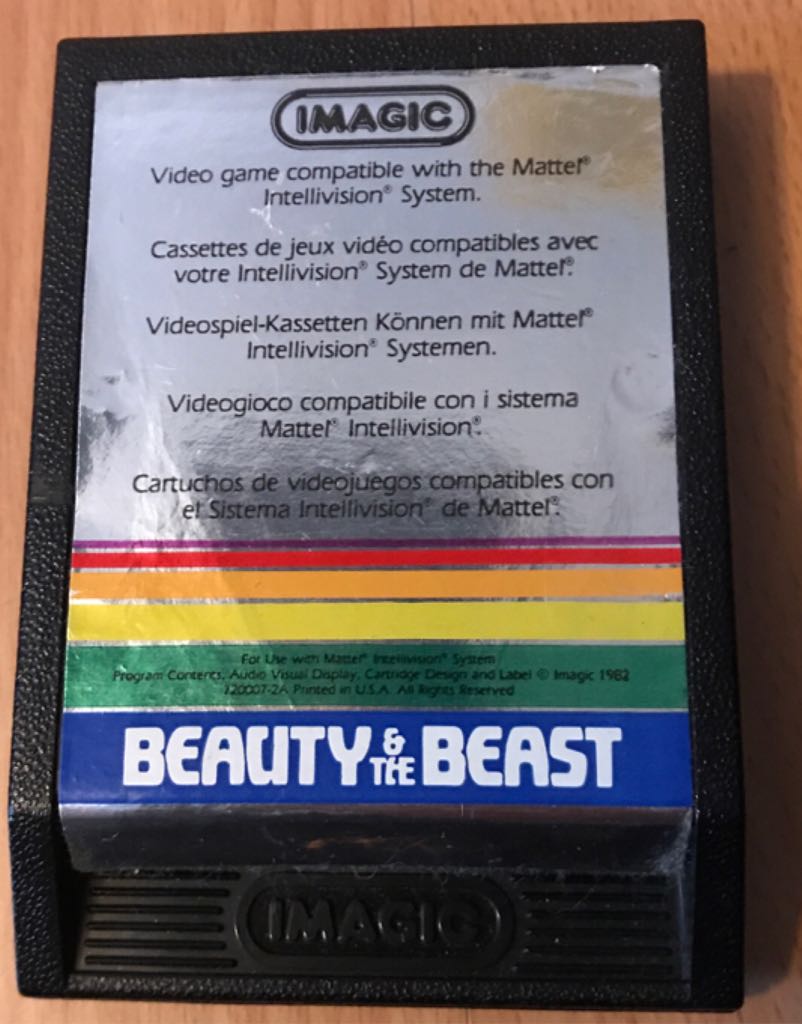 IMAGIC
Video game compatible with the Mattel®
Intellivision® System.
Cassettes de jeux vidéo compatibles avec
votre Intellivision® System de Mattel®.
Videospiel-Kassetten Können mit Mattel®
Intellivision® Systemen.
Videogioco compatibile con i sistema
Mattel® Intellivision®.
Cartuchos de videojuegos compatibles con
el Sistema Intellivision® de Mattel®.
For Use with Mattel® Intellivision® System
Program Contents, Audio Visual Display, Cartridge Design and Label © Imagic 1982
720007-2A Printed in U.S.A. All Rights Reserved
BEAUTY & THE BEAST
IMAGIC